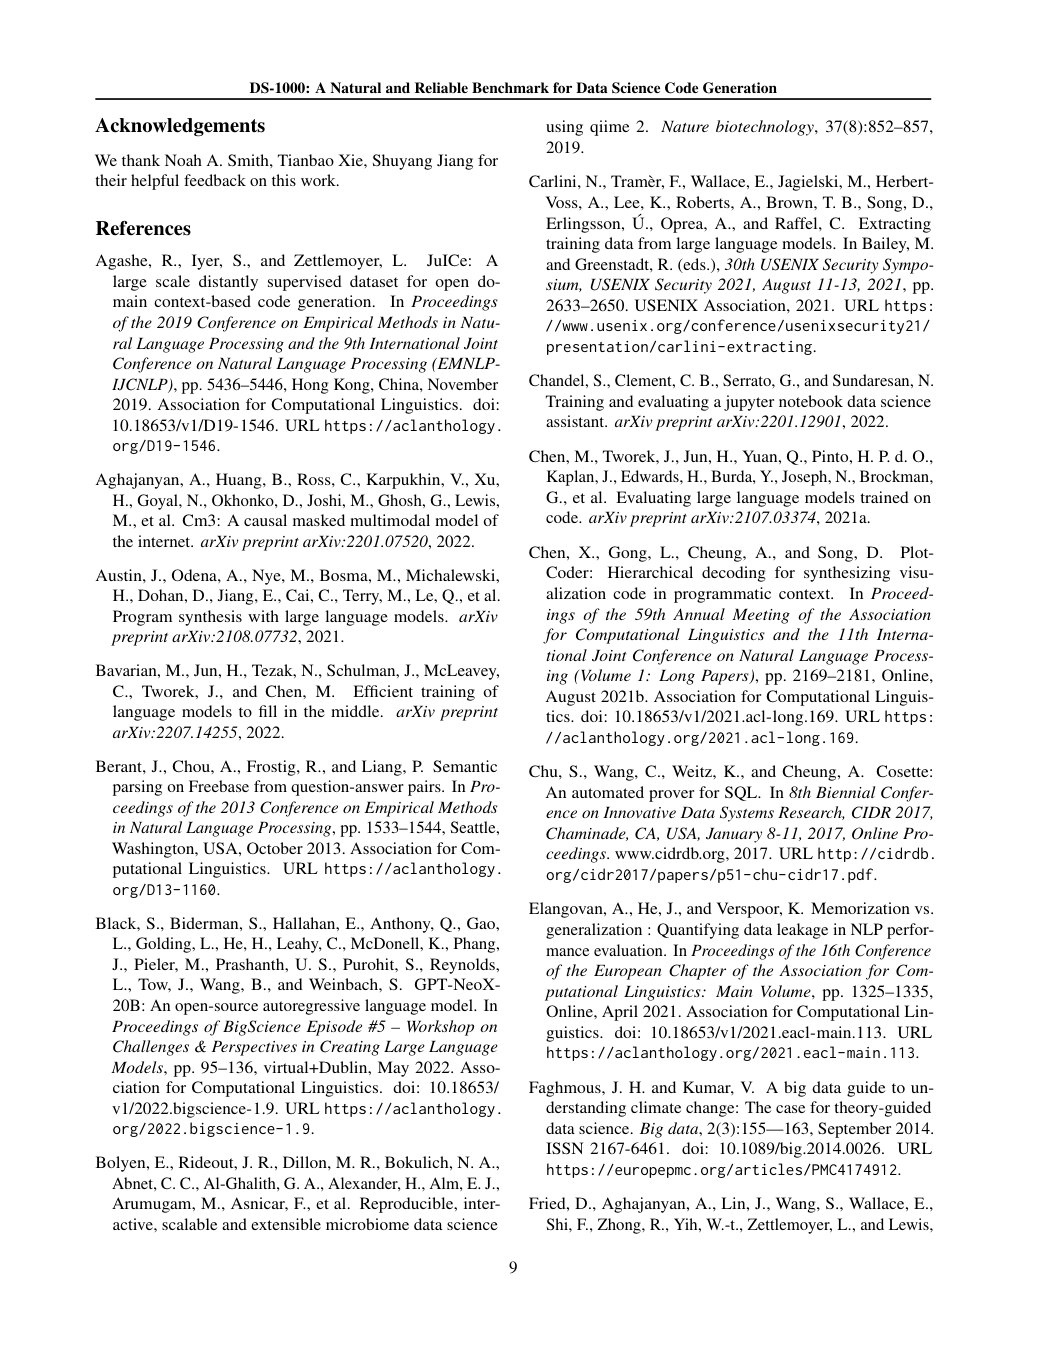 DS-1000: A Natural and Reliable Benchmark for Data Science Code Generation
Acknowledgements
We thank Noah A. Smith, Tianbao Xie, Shuyang Jiang for
their helpful feedback on this work.
References
Agashe, R., Iyer, S., and Zettlemoyer, L. JuICe: A
large scale distantly supervised dataset for open do-
main context-based code generation. In Proceedings
of the 2019 Conference on Empirical Methods in Natu-
ral Language Processing and the 9th International Joint
Conference on Natural Language Processing (EMNLP-
IJCNLP), pp. 5436–5446, Hong Kong, China, November
2019. Association for Computational Linguistics. doi:
10.18653/v1/D19-1546. URL https://aclanthology.
org/D19-1546.
Aghajanyan, A., Huang, B., Ross, C., Karpukhin, V., Xu,
H., Goyal, N., Okhonko, D., Joshi, M., Ghosh, G., Lewis,
M., et al. Cm3: A causal masked multimodal model of
the internet. arXiv preprint arXiv:2201.07520, 2022.
Austin, J., Odena, A., Nye, M., Bosma, M., Michalewski,
H., Dohan, D., Jiang, E., Cai, C., Terry, M., Le, Q., et al.
Program synthesis with large language models. arXiv
preprint arXiv:2108.07732, 2021.
Bavarian, M., Jun, H., Tezak, N., Schulman, J., McLeavey,
C., Tworek, J., and Chen, M. Efficient training of
language models to fill in the middle. arXiv preprint
arXiv:2207.14255, 2022.
Berant, J., Chou, A., Frostig, R., and Liang, P. Semantic
parsing on Freebase from question-answer pairs. In Pro-
ceedings of the 2013 Conference on Empirical Methods
in Natural Language Processing, pp. 1533–1544, Seattle,
Washington, USA, October 2013. Association for Com-
putational Linguistics. URL https://aclanthology.
org/D13-1160.
Black, S., Biderman, S., Hallahan, E., Anthony, Q., Gao,
L., Golding, L., He, H., Leahy, C., McDonell, K., Phang,
J., Pieler, M., Prashanth, U. S., Purohit, S., Reynolds,
L., Tow, J., Wang, B., and Weinbach, S. GPT-NeoX-
20B: An open-source autoregressive language model. In
Proceedings of BigScience Episode #5 – Workshop on
Challenges & Perspectives in Creating Large Language
Models, pp. 95–136, virtual+Dublin, May 2022. Asso-
ciation for Computational Linguistics. doi: 10.18653/
v1/2022.bigscience-1.9. URL https://aclanthology.
org/2022.bigscience-1.9.
Bolyen, E., Rideout, J. R., Dillon, M. R., Bokulich, N. A.,
Abnet, C. C., Al-Ghalith, G. A., Alexander, H., Alm, E. J.,
Arumugam, M., Asnicar, F., et al. Reproducible, inter-
active, scalable and extensible microbiome data science
using qiime 2. Nature biotechnology, 37(8):852–857,
2019.
Carlini, N., Tramèr, F., Wallace, E., Jagielski, M., Herbert-
Voss, A., Lee, K., Roberts, A., Brown, T. B., Song, D.,
Erlingsson, Ú., Oprea, A., and Raffel, C. Extracting
training data from large language models. In Bailey, M.
and Greenstadt, R. (eds.), 30th USENIX Security Sympo-
sium, USENIX Security 2021, August 11-13, 2021, pp.
2633–2650. USENIX Association, 2021. URL https:
//www.usenix.org/conference/usenixsecurity21/
presentation/carlini-extracting.
Chandel, S., Clement, C. B., Serrato, G., and Sundaresan, N.
Training and evaluating a jupyter notebook data science
assistant. arXiv preprint arXiv:2201.12901, 2022.
Chen, M., Tworek, J., Jun, H., Yuan, Q., Pinto, H. P. d. O.,
Kaplan, J., Edwards, H., Burda, Y., Joseph, N., Brockman,
G., et al. Evaluating large language models trained on
code. arXiv preprint arXiv:2107.03374, 2021a.
Chen, X., Gong, L., Cheung, A., and Song, D. Plot-
Coder: Hierarchical decoding for synthesizing visu-
alization code in programmatic context. In Proceed-
ings of the 59th Annual Meeting of the Association
for Computational Linguistics and the 11th Interna-
tional Joint Conference on Natural Language Process-
ing (Volume 1: Long Papers), pp. 2169–2181, Online,
August 2021b. Association for Computational Linguis-
tics. doi: 10.18653/v1/2021.acl-long.169. URL https:
//aclanthology.org/2021.acl-long.169.
Chu, S., Wang, C., Weitz, K., and Cheung, A. Cosette:
An automated prover for SQL. In 8th Biennial Confer-
ence on Innovative Data Systems Research, CIDR 2017,
Chaminade, CA, USA, January 8-11, 2017, Online Pro-
ceedings. www.cidrdb.org, 2017. URL http://cidrdb.
org/cidr2017/papers/p51-chu-cidr17.pdf.
Elangovan, A., He, J., and Verspoor, K. Memorization vs.
generalization : Quantifying data leakage in NLP perfor-
mance evaluation. In Proceedings of the 16th Conference
of the European Chapter of the Association for Com-
putational Linguistics: Main Volume, pp. 1325–1335,
Online, April 2021. Association for Computational Lin-
guistics. doi: 10.18653/v1/2021.eacl-main.113. URL
https://aclanthology.org/2021.eacl-main.113.
Faghmous, J. H. and Kumar, V. A big data guide to un-
derstanding climate change: The case for theory-guided
data science. Big data, 2(3):155—163, September 2014.
ISSN 2167-6461. doi: 10.1089/big.2014.0026. URL
https://europepmc.org/articles/PMC4174912.
Fried, D., Aghajanyan, A., Lin, J., Wang, S., Wallace, E.,
Shi, F., Zhong, R., Yih, W.-t., Zettlemoyer, L., and Lewis,
9